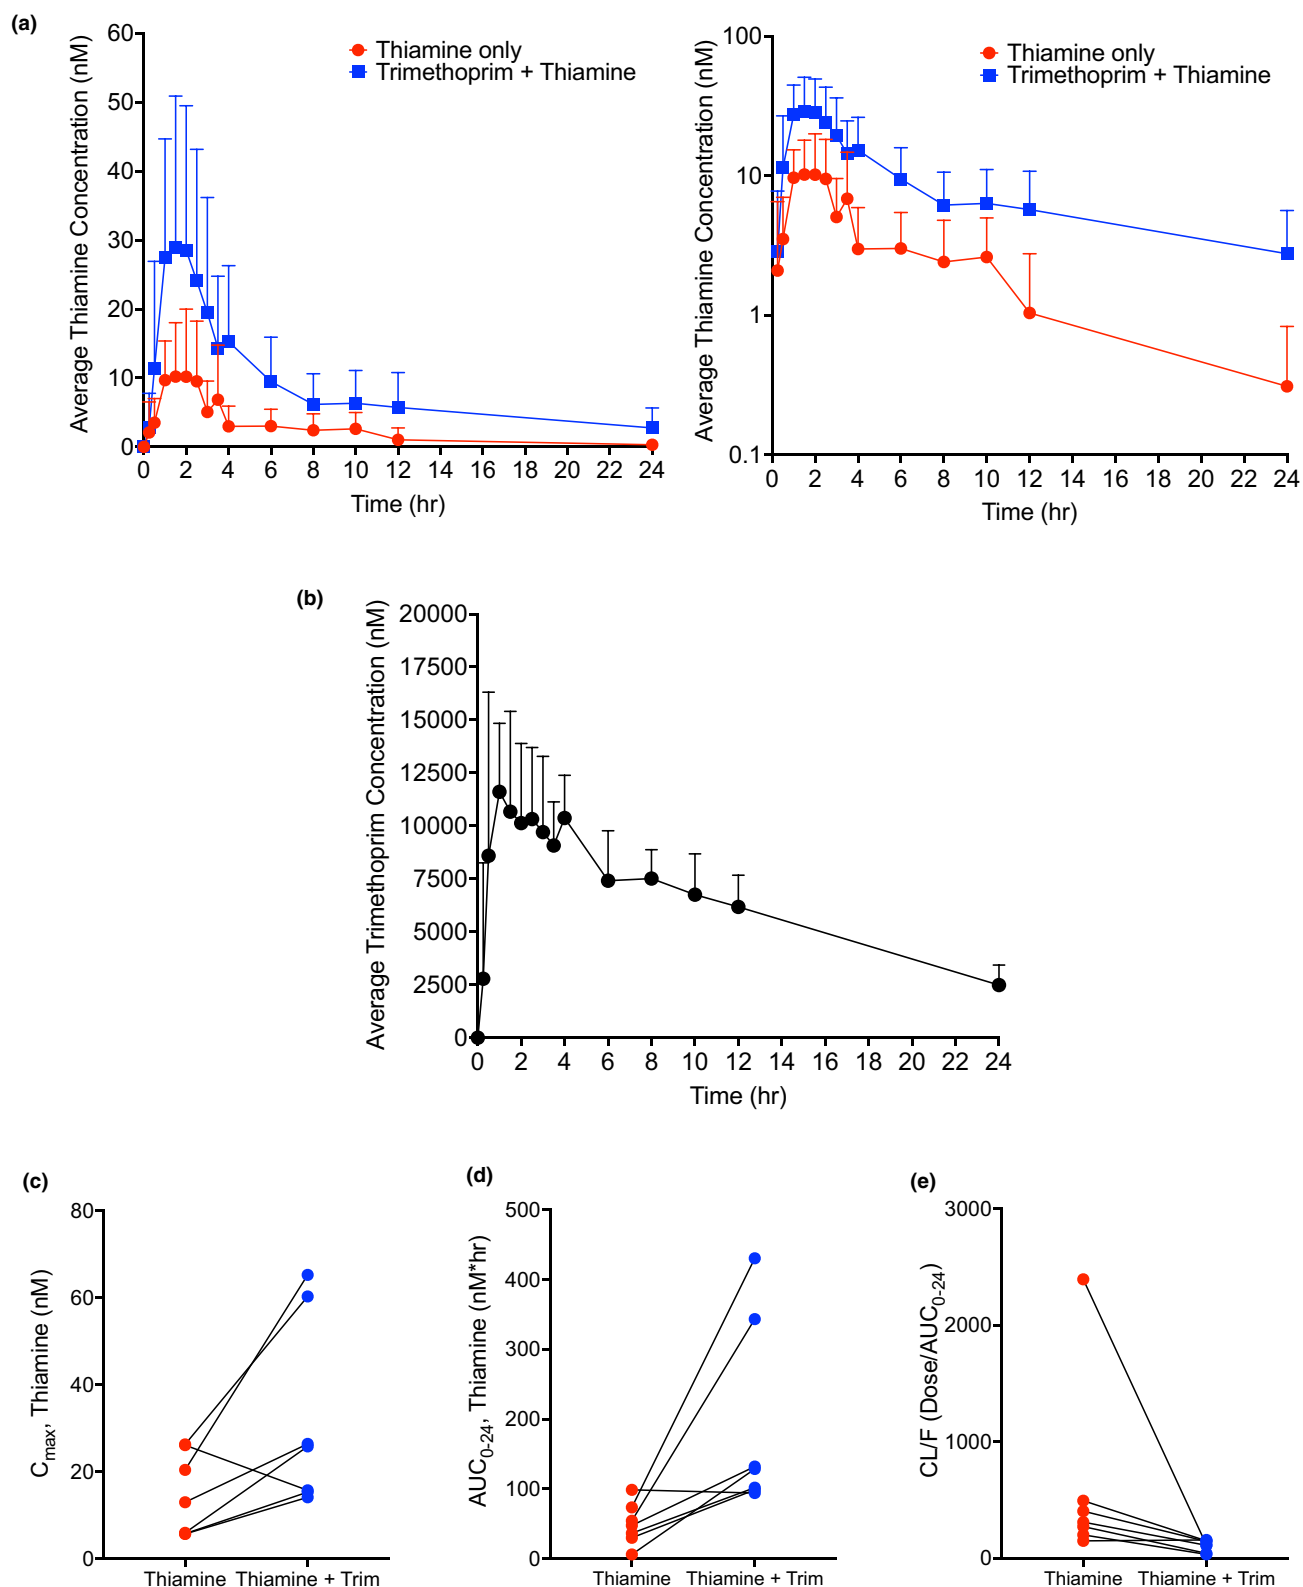 (a)
60
50
40
30
20
10
0
Average Thiamine Concentration (nM)
Thiamine only
Trimethoprim + Thiamine
0 2 4 6 8 10 12 14 16 18 20 22 24
Time (hr)
100
10
1
0.1
Average Thiamine Concentration (nM)
Thiamine only
Trimethoprim + Thiamine
0 2 4 6 8 10 12 14 16 18 20 22 24
Time (hr)
(b)
20000
17500
15000
12500
10000
7500
5000
2500
0
Average Trimethoprim Concentration (nM)
0 2 4 6 8 10 12 14 16 18 20 22 24
Time (hr)
(c)
80
60
40
20
0
Cmax, Thiamine (nM)
Thiamine Thiamine + Trim
(d)
500
400
300
200
100
0
AUC0-24, Thiamine (nM*hr)
Thiamine Thiamine + Trim
(e)
3000
2000
1000
0
CL/F (Dose/AUC0-24)
Thiamine Thiamine + Trim